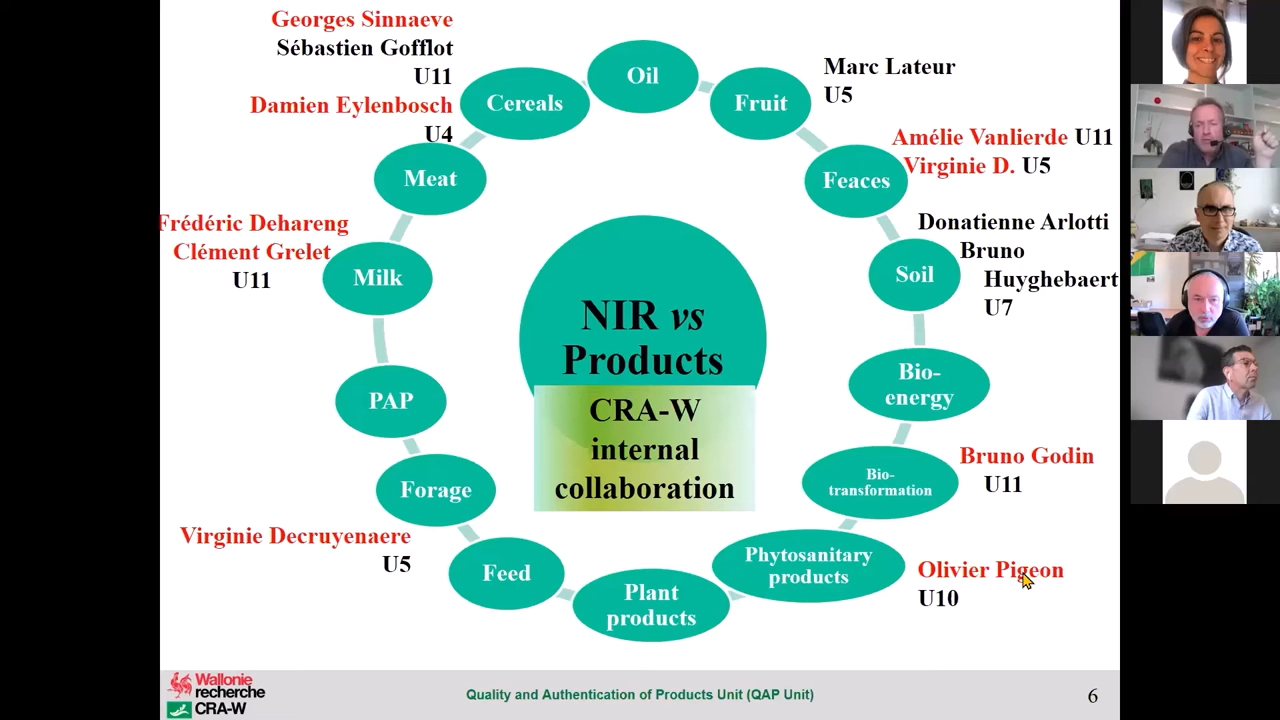 Georges Sinnaeve
Sébastien Gofflot
U11
Damien Eylenbosch
U4
Oil
Cereals
Fruit
Marc Lateur
U5
Meat
Feaces
Amélie Vanlierde U11
Virginie D. U5
Frédéric Dehareng
Clément Grelet
U11
Milk
Soil
Donatienne Arlotti
Bruno
Huyghebaert
U7
NIR vs
Products
CRA-W
internal
collaboration
PAP
Bio-
energy
Forage
Bio-
transformation
Bruno Godin
U11
Virginie Decruyenaere
U5
Feed
Plant
products
Phytosanitary
products
Olivier Pigeon
U10
Wallonie
recherche
CRA-W
Quality and Authentication of Products Unit (QAP Unit)
6